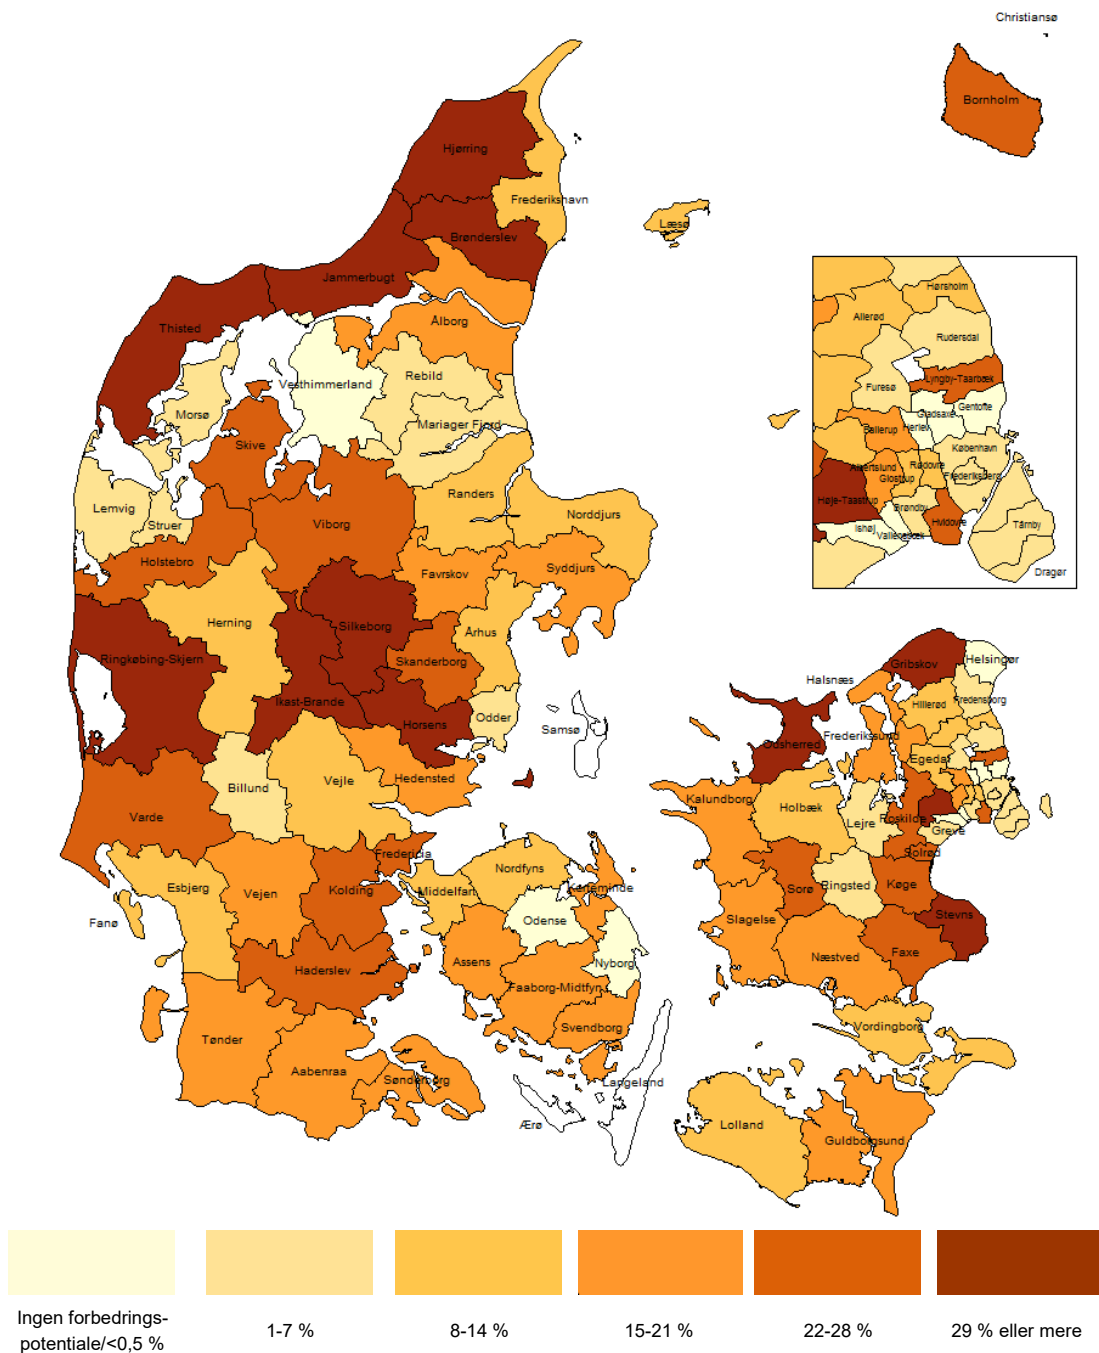 Christiansø
Bornholm
Hjørring
Frederikshavn
Læsø
Brønderslev
Jammerbugt
Thisted
Ålborg
Vesthimmerland
Rebild
Morsø
Mariager Fjord
Skive
Randers
Lemvig
Struer
Viborg
Norddjurs
Holstebro
Favrskov
Syddjurs
Herning
Silkeborg
Århus
Ringkøbing-Skjern
Skanderborg
Ikast-Brande
Horsens
Odder
Samsø
Billund
Vejle
Hedensted
Varde
Fredericia
Esbjerg
Vejen
Kolding
Fanø
Haderslev
Tønder
Aabenraa
Sønderborg
Nordfyns
Middelfart
Kerteminde
Odense
Assens
Nyborg
Faaborg-Midtfyn
Svendborg
Langeland
Ærø
Hørsholm
Allerød
Rudersdal
Lyngby-Taarbæk
Furesø
Gladsaxe
Gentofte
Ballerup
Herlev
København
Albertslund
Rødovre
Glostrup
Frederiksberg
Høje-Taastrup
Brøndby
Ishøj
Vallensbæk
Hvidovre
Tårnby
Dragør
Gribskov
Helsingør
Halsnæs
Hillerød
Fredensborg
Frederikssund
Odsherred
Egedal
Kalundborg
Holbæk
Lejre
Roskilde
Greve
Solrød
Sorø
Ringsted
Køge
Slagelse
Stevns
Næstved
Faxe
Vordingborg
Lolland
Guldborgsund
Ingen forbedrings-
potentiale/<0,5 %
1-7 %
8-14 %
15-21 %
22-28 %
29 % eller mere